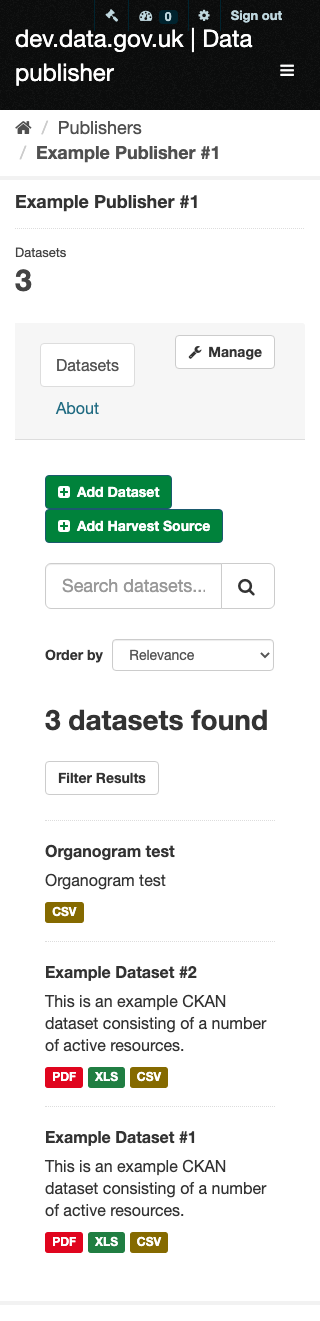 0 Sign out
dev.data.gov.uk | Data
publisher
/ Publishers
/ Example Publisher #1
Example Publisher #1
Datasets
3
Datasets
Manage
About
Add Dataset
Add Harvest Source
Search datasets...
Order by Relevance
3 datasets found
Filter Results
Organogram test
Organogram test
CSV
Example Dataset #2
This is an example CKAN
dataset consisting of a number
of active resources.
PDF XLS CSV
Example Dataset #1
This is an example CKAN
dataset consisting of a number
of active resources.
PDF XLS CSV